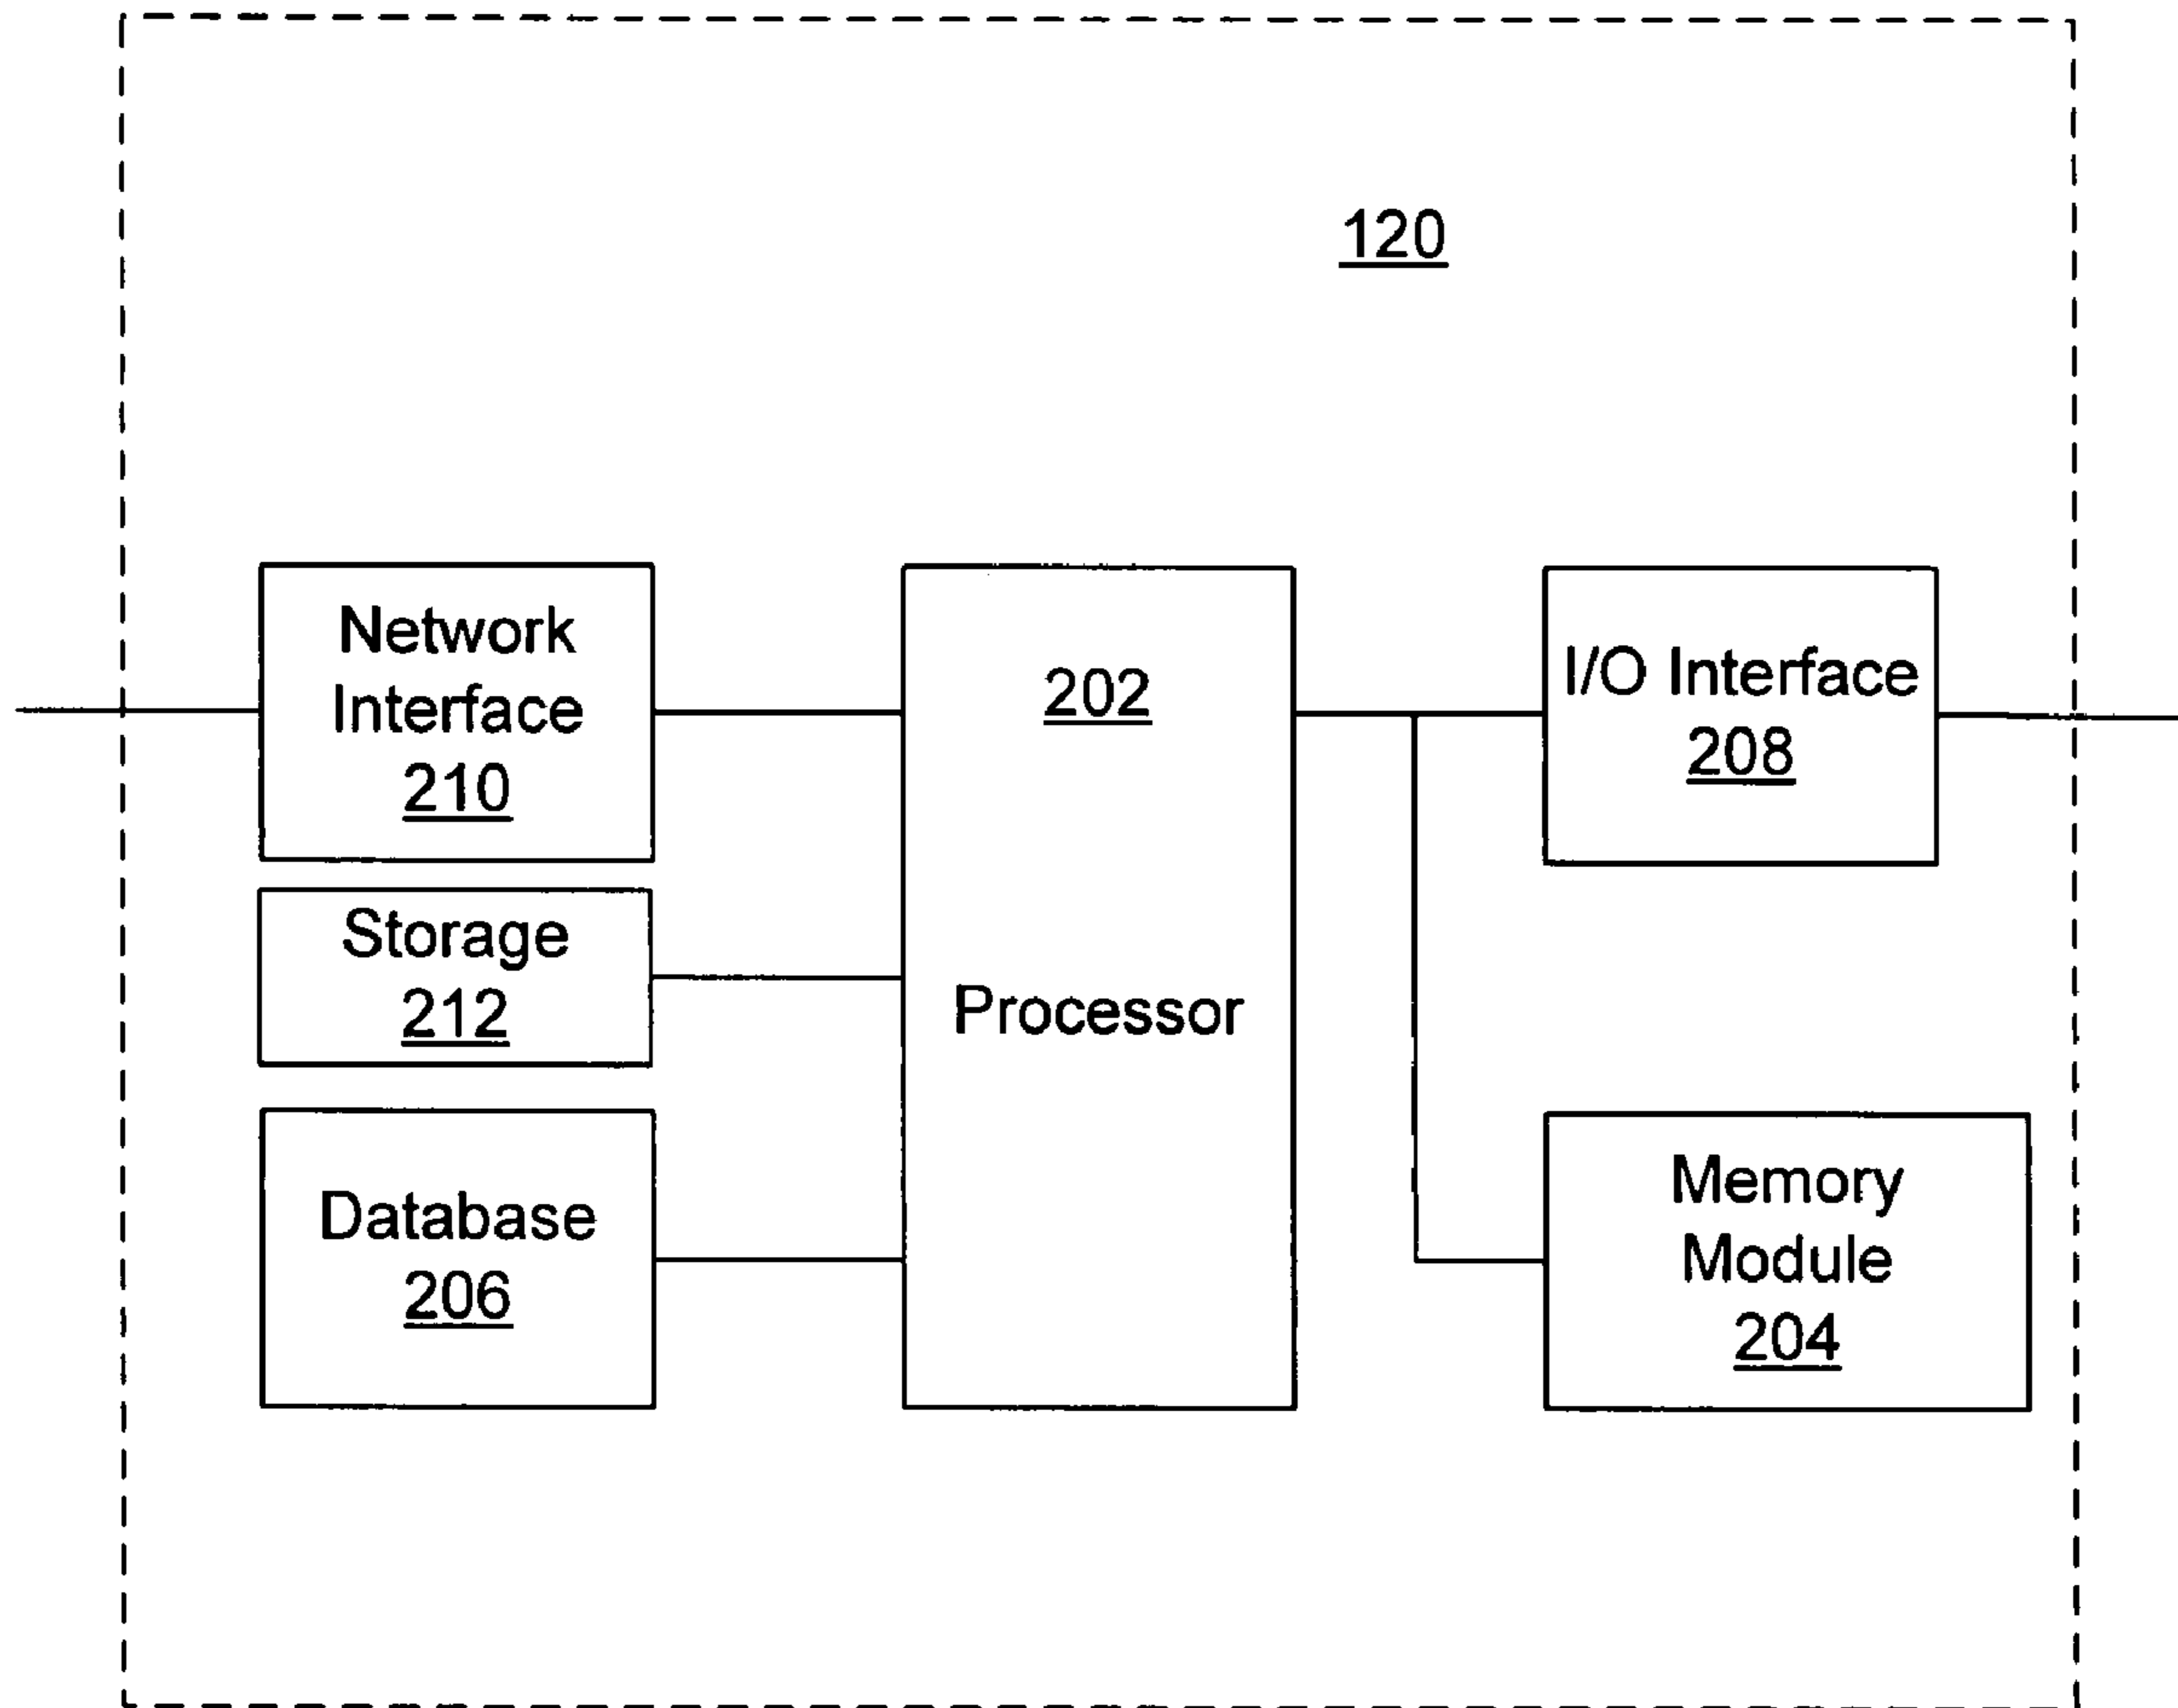 120
Network
Interface
210
202
Processor
I/O Interface
208
Storage
212
Database
206
Memory
Module
204